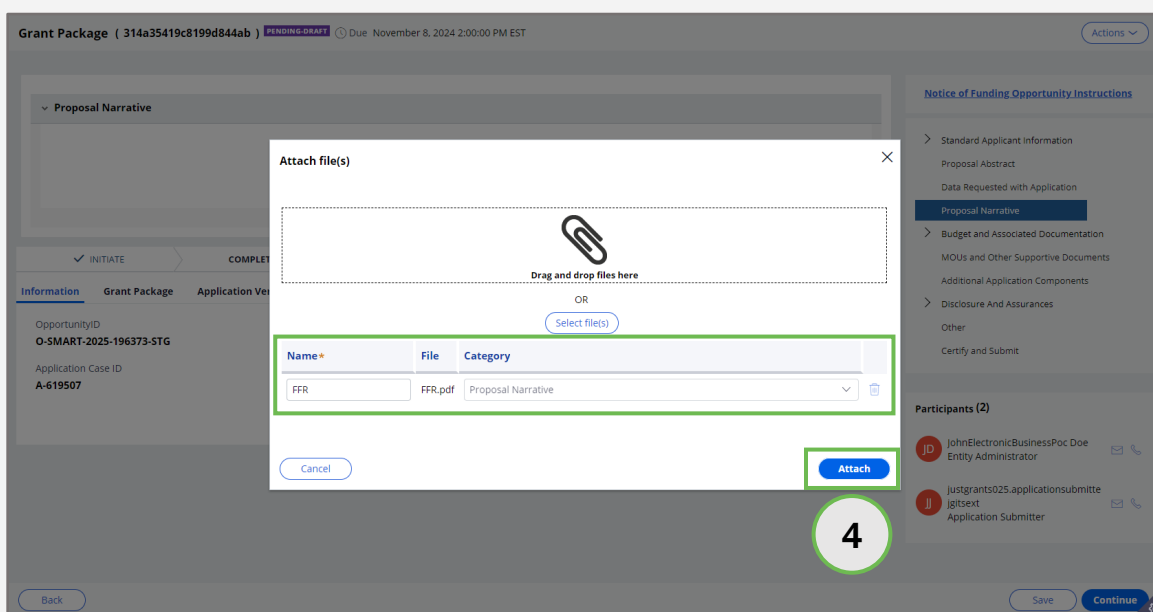 Grant Package ( 314a35419c8199d844ab ) PENDING-DRAFT Due November 8, 2024 2:00:00 PM EST
Actions
Proposal Narrative
Notice of Funding Opportunity Instructions
Standard Applicant Information
Proposal Abstract
Data Requested with Application
Proposal Narrative
Budget and Associated Documentation
MOUs and Other Supportive Documents
Additional Application Components
Disclosure And Assurances
Other
Certify and Submit
INITIATE
Information Grant Package
OpportunityID
O-SMART-2025-196373-STG
Application Case ID
A-619507
Attach file(s)
Drag and drop files here
OR
Select file(s)
Name* File Category
FFR FFR.pdf Proposal Narrative
Cancel
Attach
4
Participants (2)
JD JohnElectronicBusinessPoc Doe
Entity Administrator
JJ justgrants025.applicationsubmitte
jgitsext
Application Submitter
Back
Save
Continue